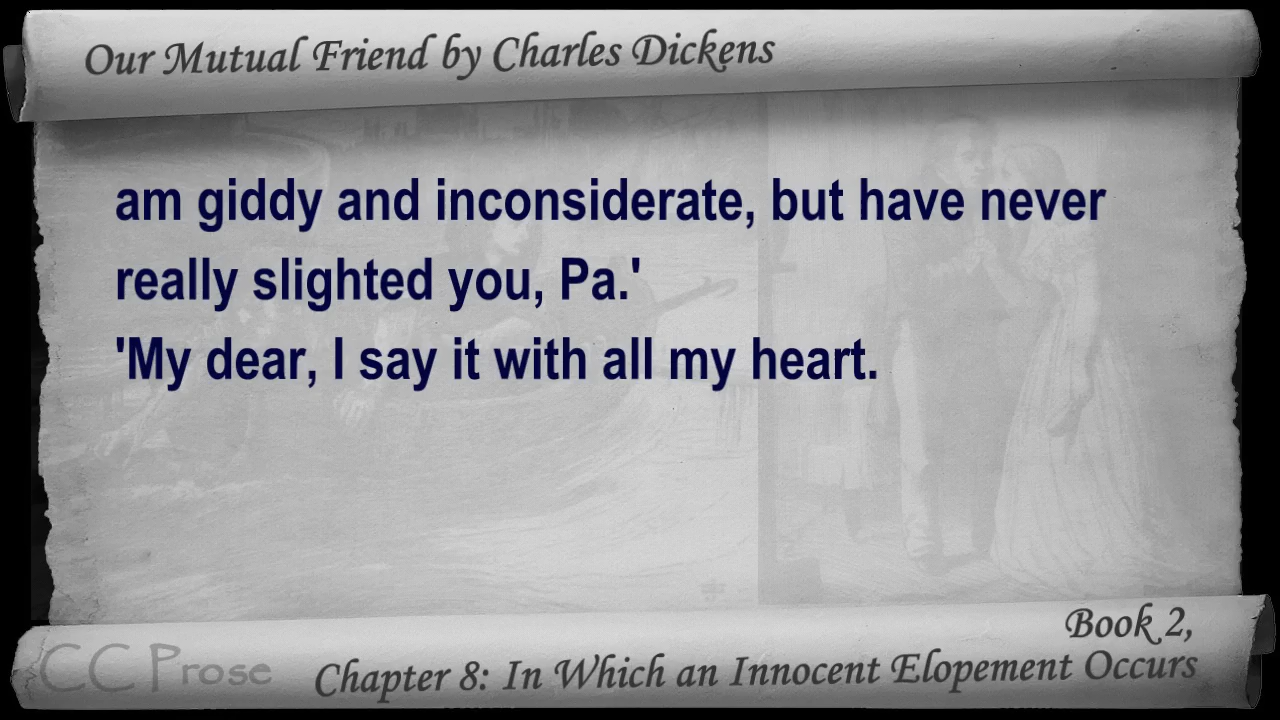 Our Mutual Friend by Charles Dickens
am giddy and inconsiderate, but have never
really slighted you, Pa.'
'My dear, I say it with all my heart.
Book 2,
CC Prose
Chapter 8: In Which an Innocent Elopement Occurs